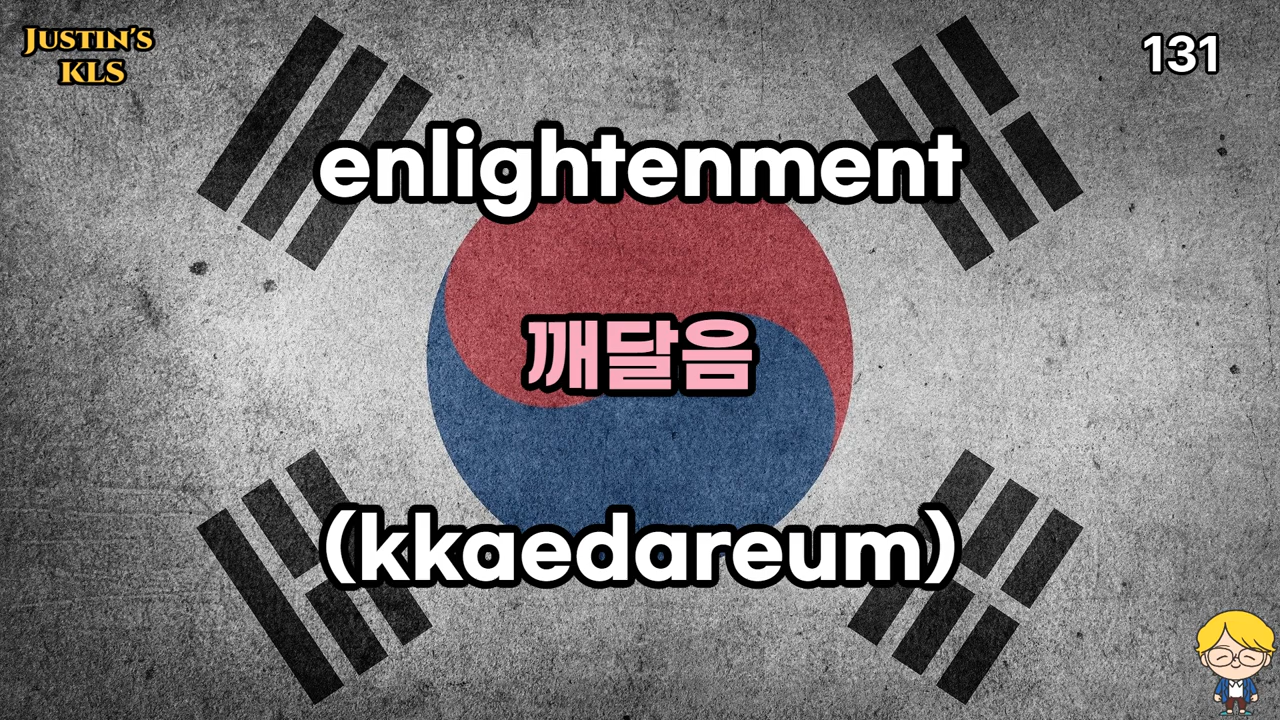 JUSTIN'S
KLS
131
enlightenment
깨달음
(kkaedareum)